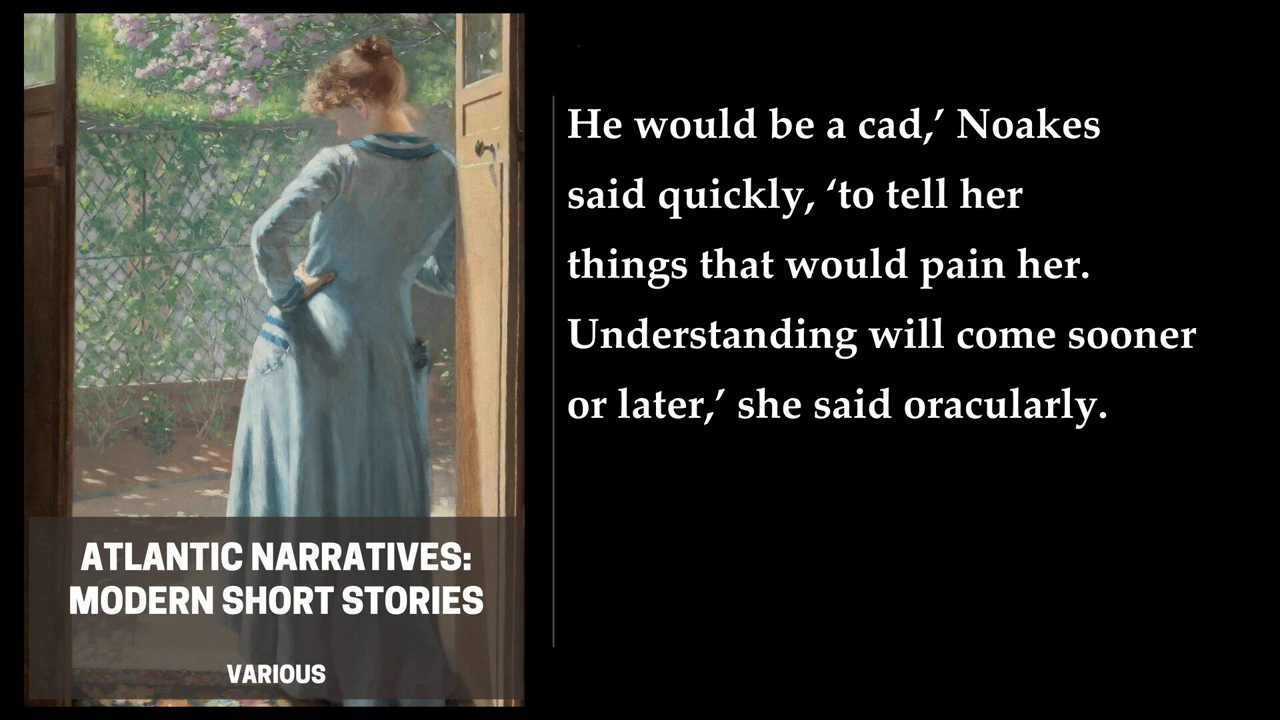 He would be a cad,’ Noakes
said quickly, ‘to tell her
things that would pain her.
Understanding will come sooner
or later,’ she said oracularly.
ATLANTIC NARRATIVES:
MODERN SHORT STORIES
VARIOUS